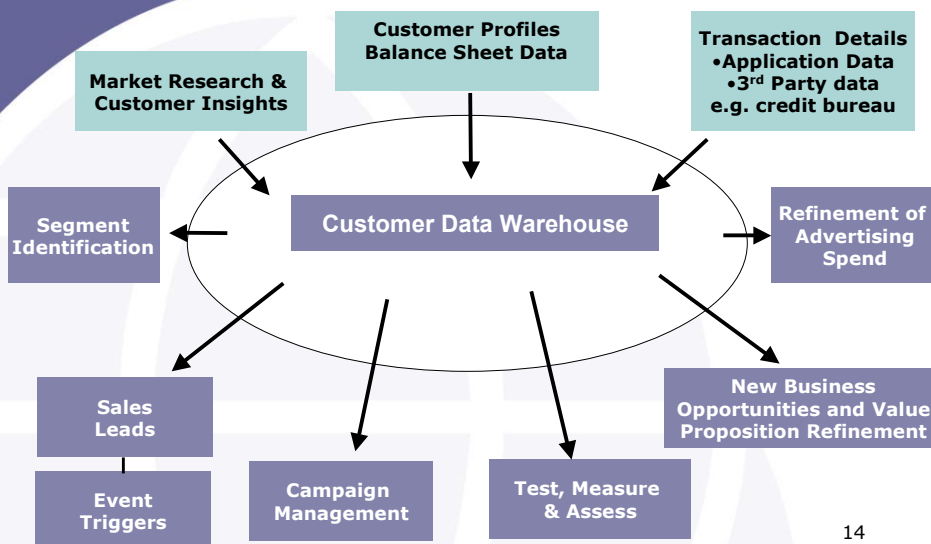 Customer Profiles
Balance Sheet Data
Transaction Details
•Application Data
•3rd Party data
e.g. credit bureau
Market Research &
Customer Insights
Segment
Identification
Customer Data Warehouse
Refinement of
Advertising
Spend
Sales
Leads
New Business
Opportunities and Value
Proposition Refinement
Event
Triggers
Campaign
Management
Test, Measure
& Assess
14